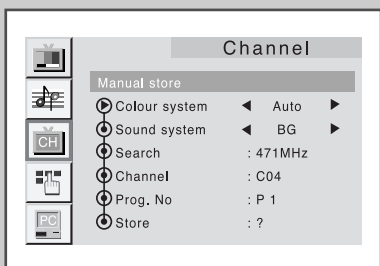 Channel
Manual store
Colour system ◀ Auto ▶
Sound system ◀ BG ▶
CH
Search : 471MHz
Channel : C04
Prog. No : P 1
PC
Store : ?